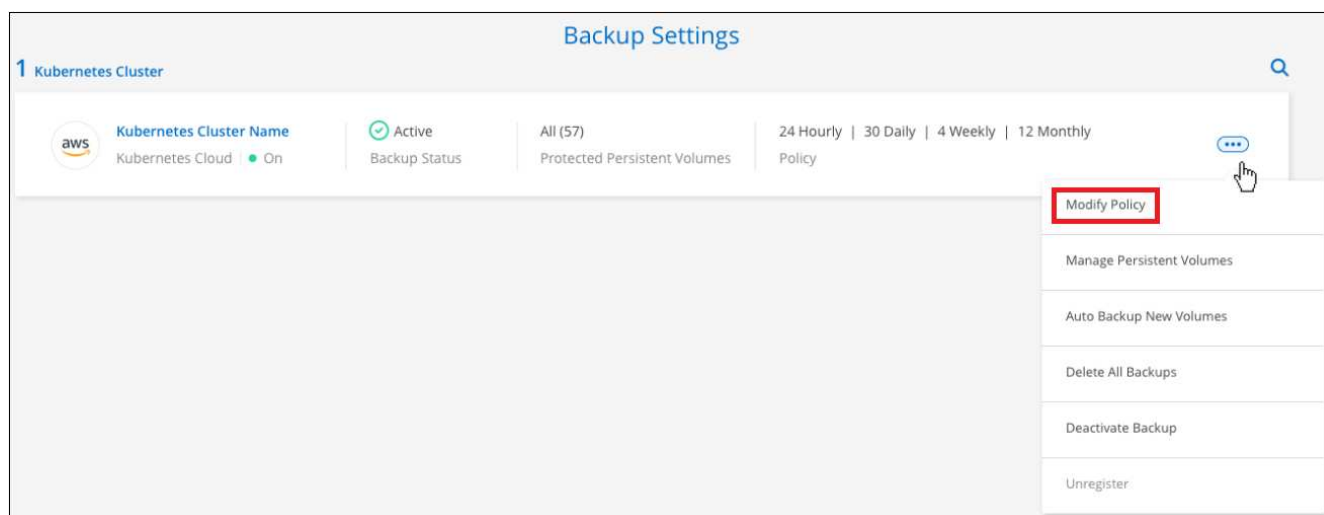 Backup Settings
1 Kubernetes Cluster
aws
Kubernetes Cluster Name
Kubernetes Cloud On
Active
Backup Status
All (57)
Protected Persistent Volumes
24 Hourly | 30 Daily | 4 Weekly | 12 Monthly
Policy
Modify Policy
Manage Persistent Volumes
Auto Backup New Volumes
Delete All Backups
Deactivate Backup
Unregister